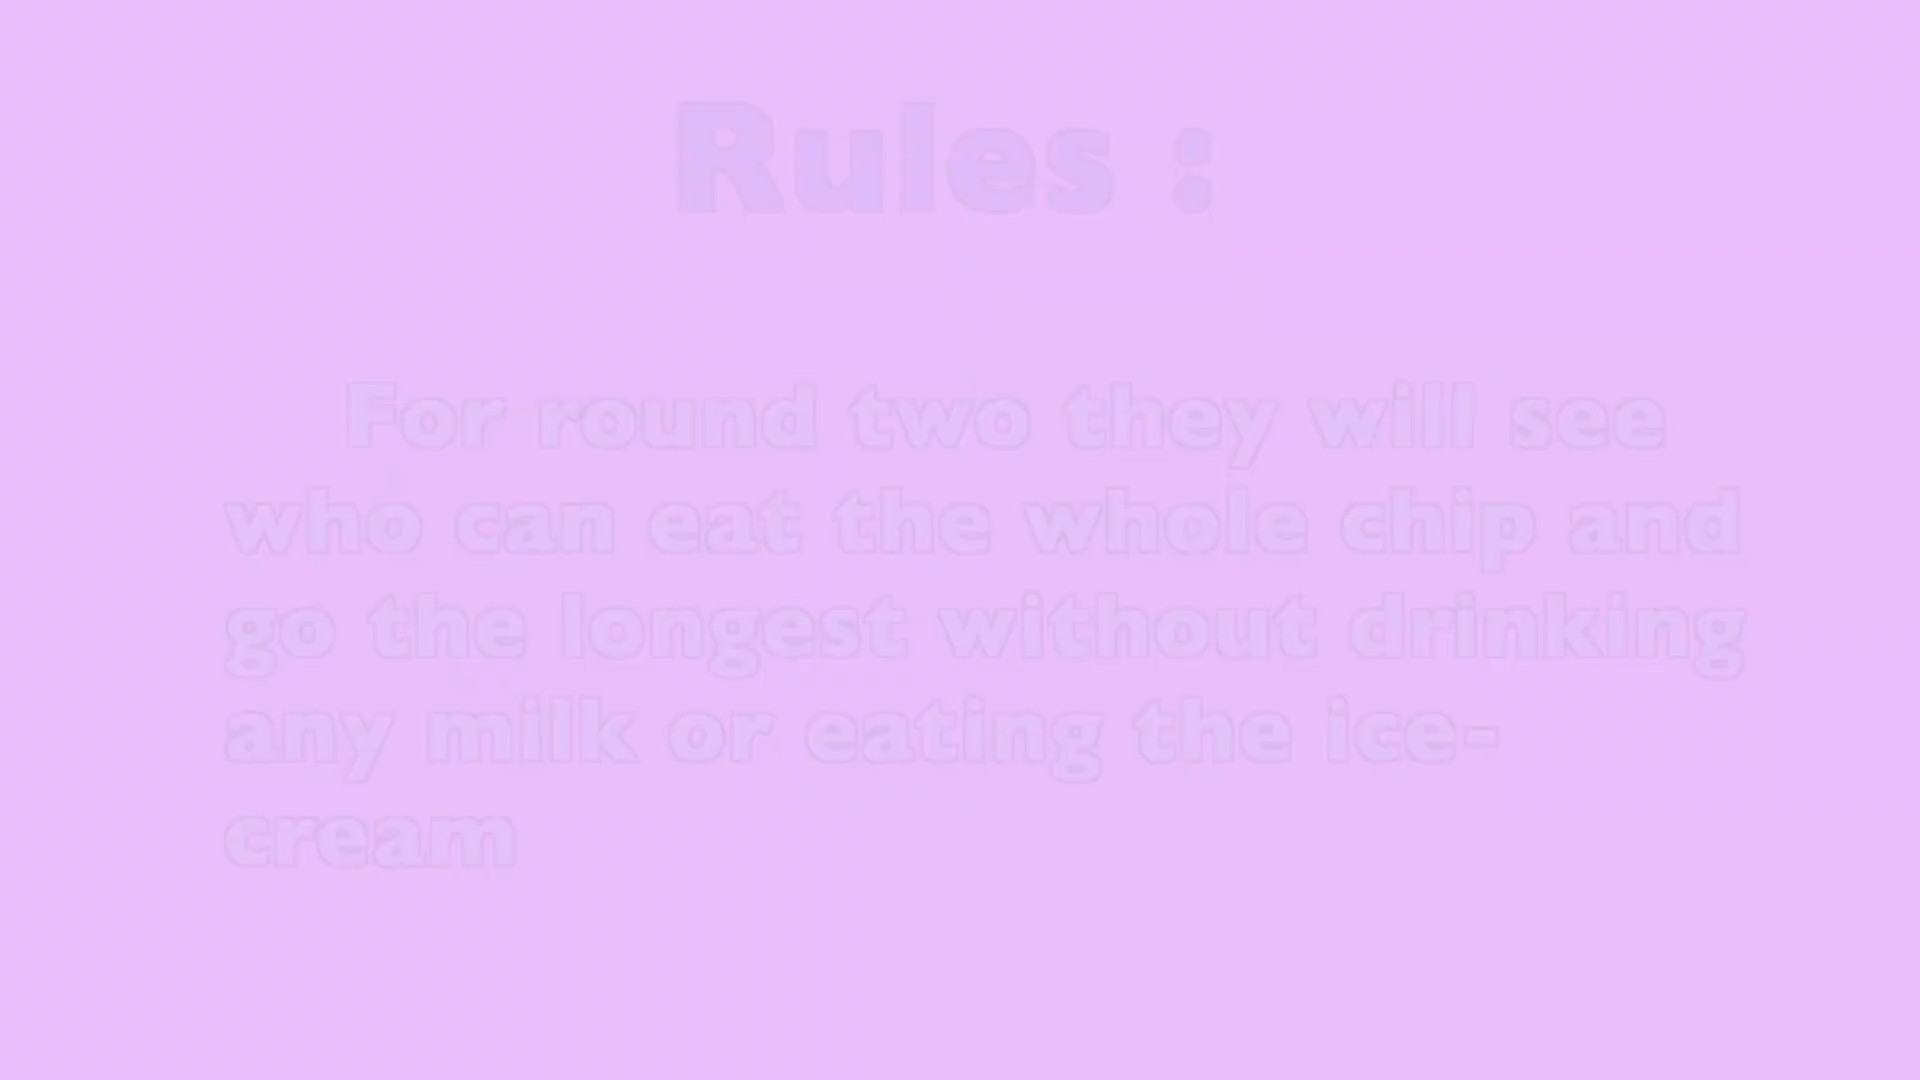 Rules :
For round two they will see
who can eat the whole chip and
go the longest without drinking
any milk or eating the ice-
cream